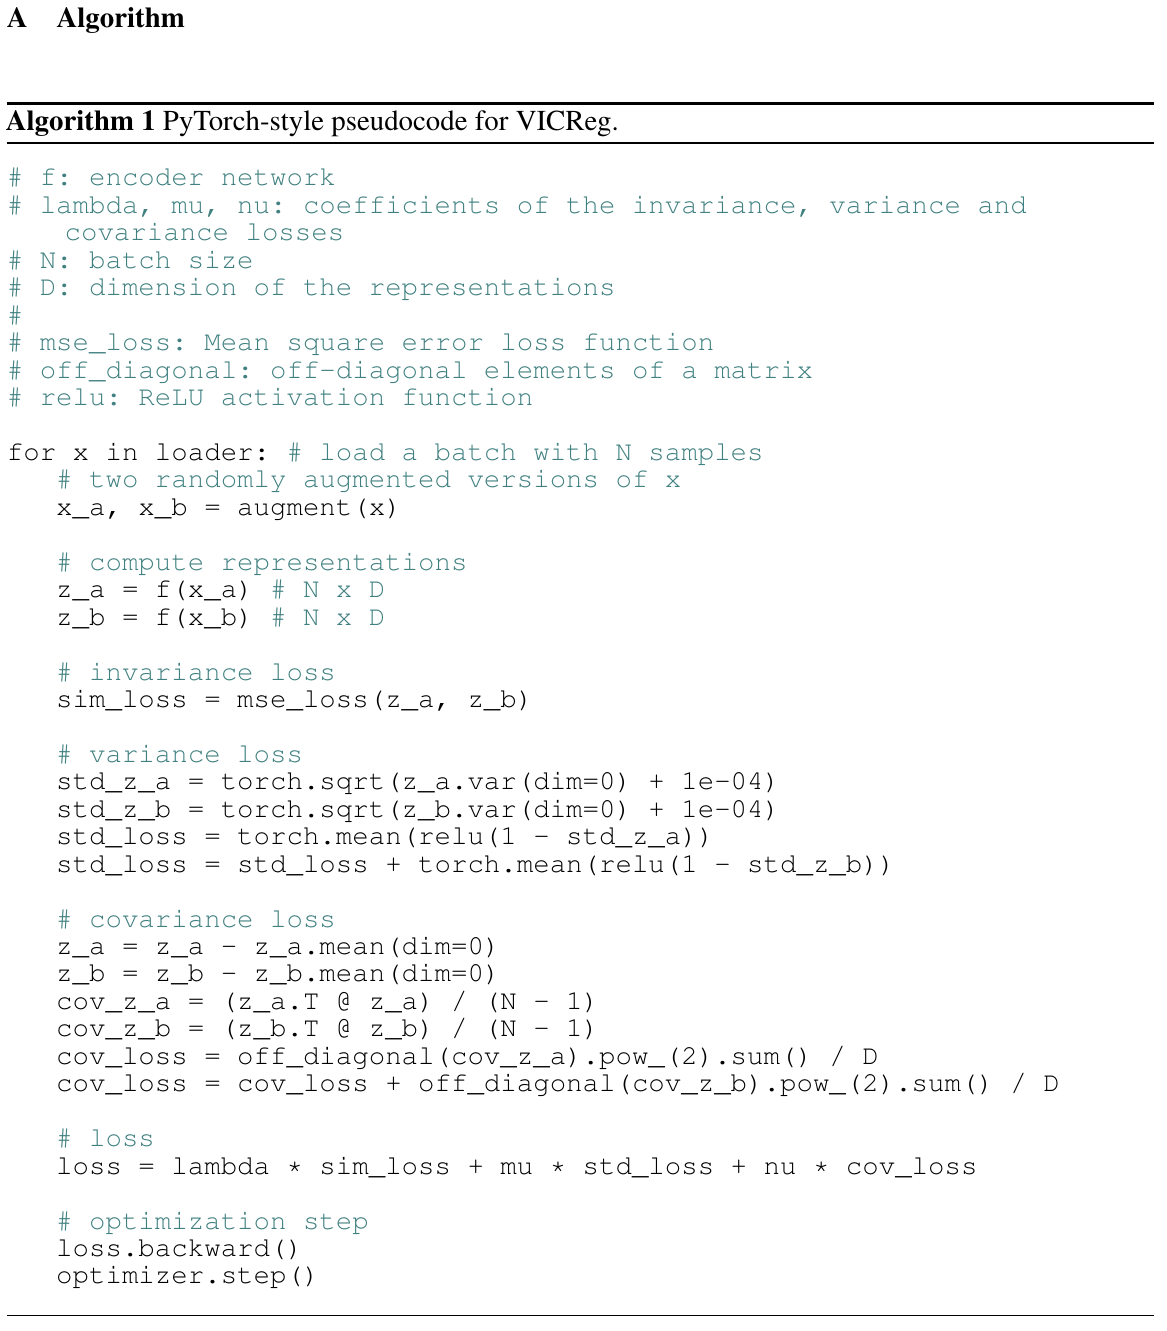 A Algorithm
Algorithm 1 PyTorch-style pseudocode for VICReg.
# f: encoder network
# lambda, mu, nu: coefficients of the invariance, variance and
covariance losses
# N: batch size
# D: dimension of the representations
#
# mse_loss: Mean square error loss function
# off_diagonal: off-diagonal elements of a matrix
# relu: ReLU activation function
for x in loader: # load a batch with N samples
# two randomly augmented versions of x
x_a, x_b = augment(x)
# compute representations
z_a = f(x_a) # N x D
z_b = f(x_b) # N x D
# invariance loss
sim_loss = mse_loss(z_a, z_b)
# variance loss
std_z_a = torch.sqrt(z_a.var(dim=0) + 1e-04)
std_z_b = torch.sqrt(z_b.var(dim=0) + 1e-04)
std_loss = torch.mean(relu(1 - std_z_a))
std_loss = std_loss + torch.mean(relu(1 - std_z_b))
# covariance loss
z_a = z_a - z_a.mean(dim=0)
z_b = z_b - z_b.mean(dim=0)
cov_z_a = (z_a.T @ z_a) / (N - 1)
cov_z_b = (z_b.T @ z_b) / (N - 1)
cov_loss = off_diagonal(cov_z_a).pow_(2).sum() / D
cov_loss = cov_loss + off_diagonal(cov_z_b).pow_(2).sum() / D
# loss
loss = lambda * sim_loss + mu * std_loss + nu * cov_loss
# optimization step
loss.backward()
optimizer.step()